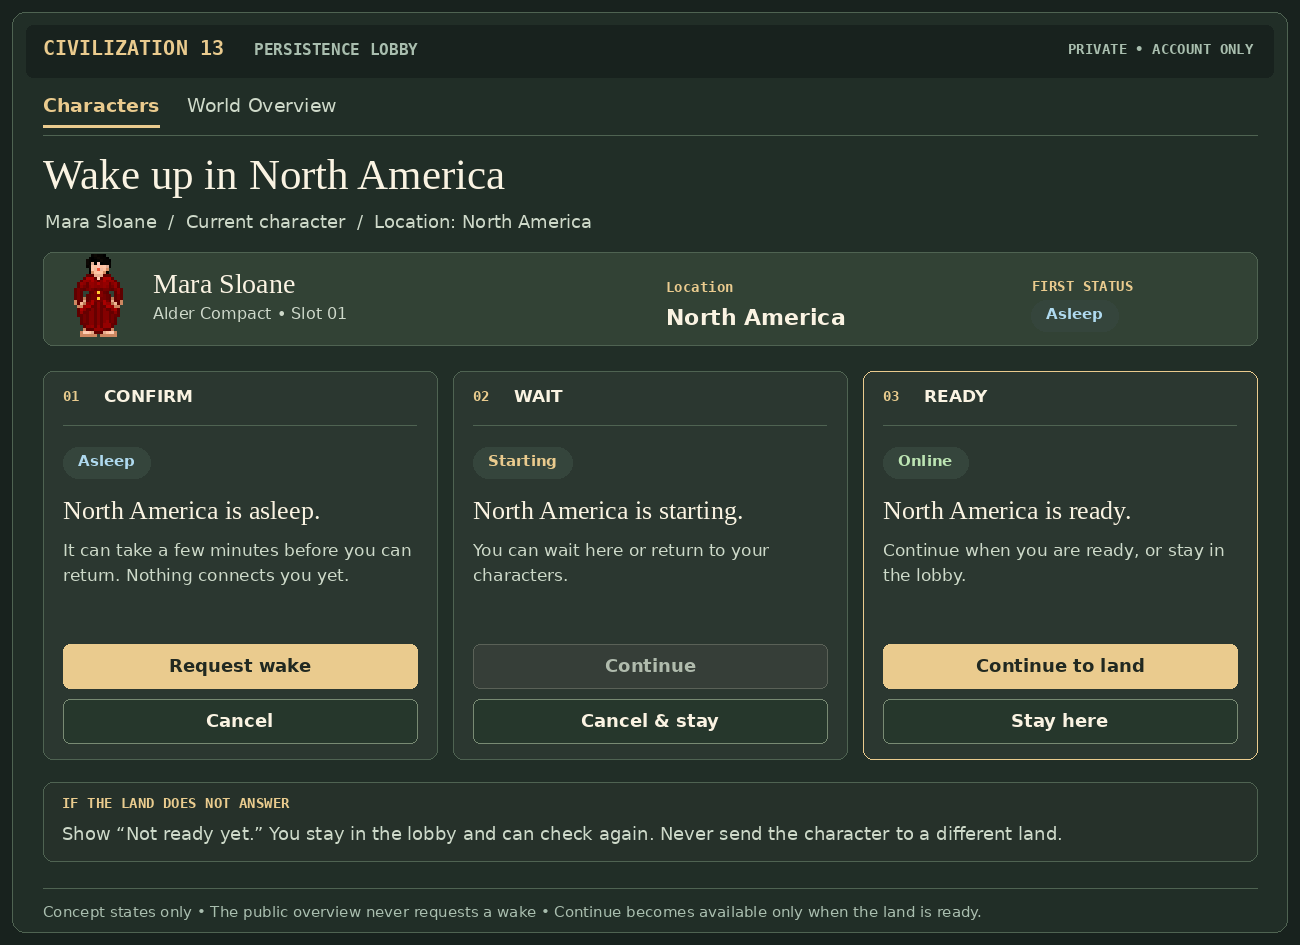 CIVILIZATION 13 PERSISTENCE LOBBY PRIVATE • ACCOUNT ONLY
Characters World Overview
Wake up in North America
Mara Sloane / Current character / Location: North America
Mara Sloane
Alder Compact • Slot 01
Location
North America
FIRST STATUS
Asleep
01 CONFIRM
Asleep
North America is asleep.
It can take a few minutes before you can
return. Nothing connects you yet.
Request wake
Cancel
02 WAIT
Starting
North America is starting.
You can wait here or return to your
characters.
Continue
Cancel & stay
03 READY
Online
North America is ready.
Continue when you are ready, or stay in
the lobby.
Continue to land
Stay here
IF THE LAND DOES NOT ANSWER
Show “Not ready yet.” You stay in the lobby and can check again. Never send the character to a different land.
Concept states only • The public overview never requests a wake • Continue becomes available only when the land is ready.